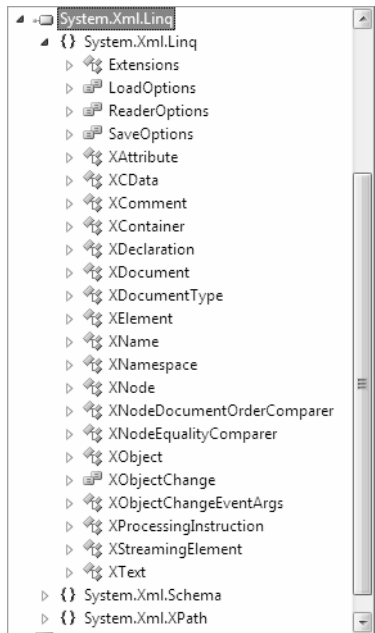 System.Xml.Linq
{} System.Xml.Linq
Extensions
LoadOptions
ReaderOptions
SaveOptions
XAttribute
XCData
XComment
XContainer
XDeclaration
XDocument
XDocumentType
XElement
XName
XNamespace
XNode
XNodeDocumentOrderComparer
XNodeEqualityComparer
XObject
XObjectChange
XObjectChangeEventArgs
XProcessingInstruction
XStreamingElement
XText
{} System.Xml.Schema
{} System.Xml.XPath